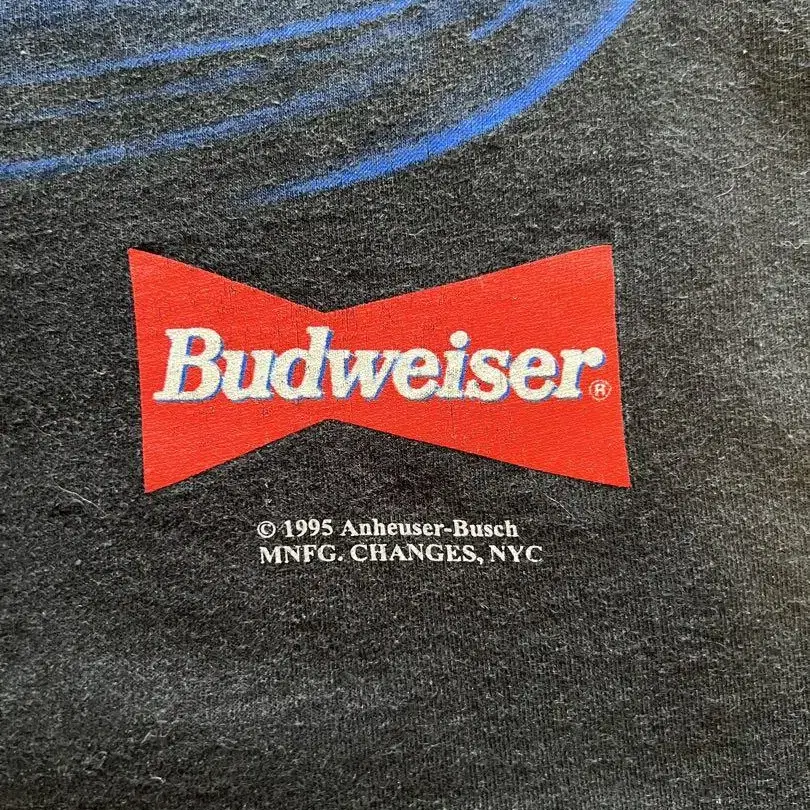 Budweiser®
© 1995 Anheuser-Busch
MNFG. CHANGES, NYC